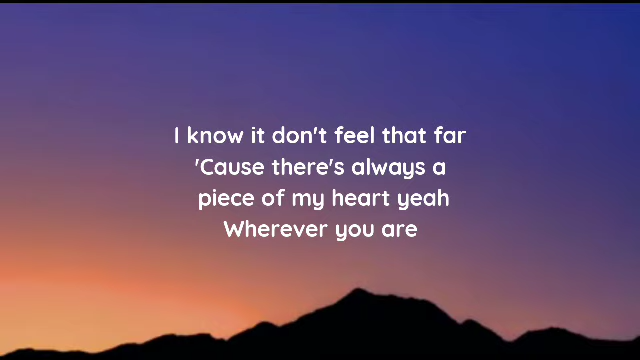 I know it don't feel that far
'Cause there's always a
piece of my heart yeah
Wherever you are